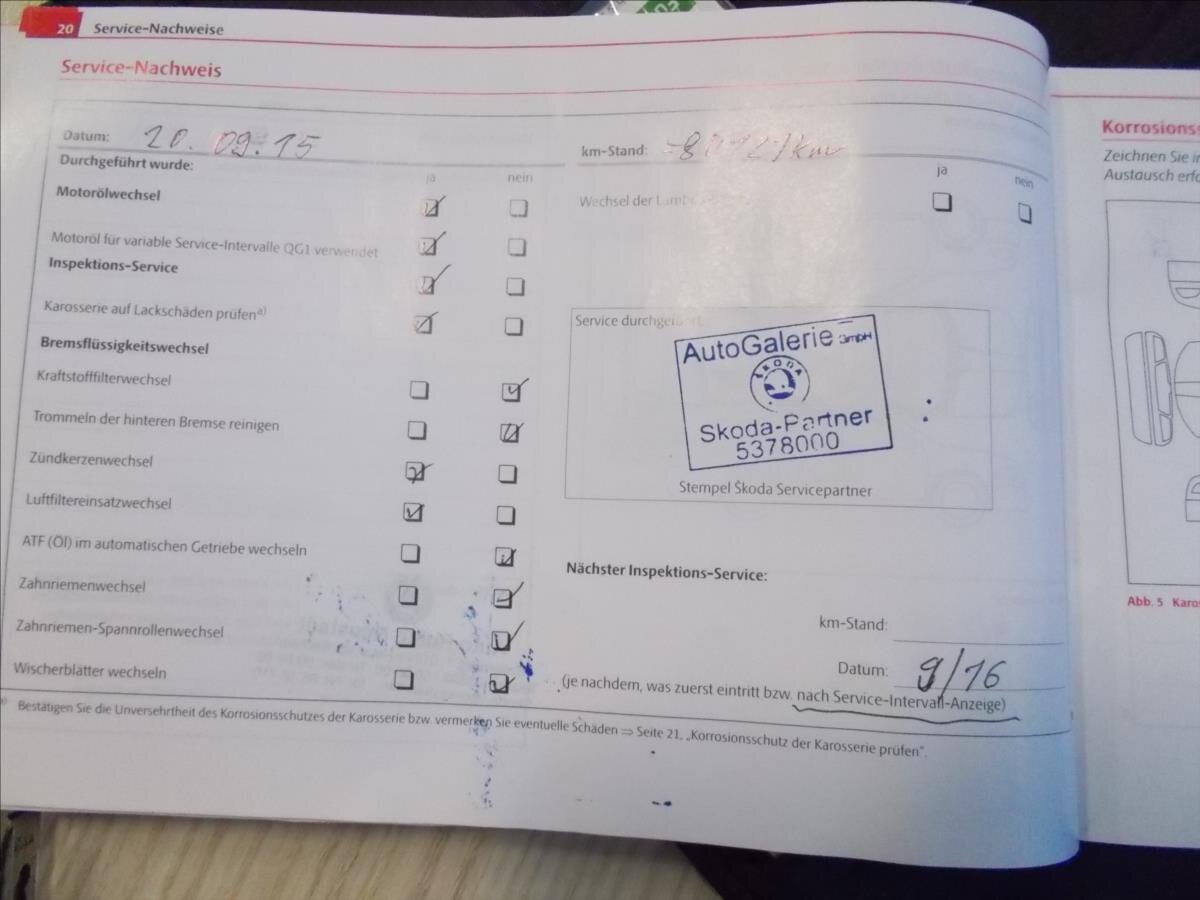 20 Service-Nachweise
Service-Nachweis
Datum: 20. 09. 15
km-Stand:
Durchgeführt wurde:
ja nein
ja nein
Motorölwechsel
Wechsel der
Motoröl für variable Service-Intervalle QG1 verwendet
Inspektions-Service
Karosserie auf Lackschäden prüfen a)
Bremsflüssigkeitswechsel
Kraftstofffilterwechsel
Trommeln der hinteren Bremse reinigen
Zündkerzenwechsel
Luftfiltereinsatzwechsel
ATF (Öl) im automatischen Getriebe wechseln
Zahnriemenwechsel
Zahnriemen-Spannrollenwechsel
Wischerblätter wechseln
Service durchgeführt
AutoGalerie GmbH
SKODA
Skoda-Partner
5378000
Stempel Škoda Servicepartner
Nächster Inspektions-Service:
km-Stand:
Datum: 9/16
(je nachdem, was zuerst eintritt bzw. nach Service-Intervall-Anzeige)
a) Bestätigen Sie die Unversehrtheit des Korrosionsschutzes der Karosserie bzw. vermerken Sie eventuelle Schäden ⇒ Seite 21, „Korrosionsschutz der Karosserie prüfen".
Korrosionss
Zeichnen Sie
Austausch erfo
Abb. 5 Karos